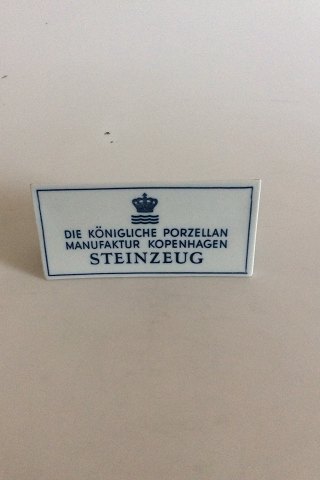 DIE KÖNIGLICHE PORZELLAN
MANUFAKTUR KOPENHAGEN
STEINZEUG